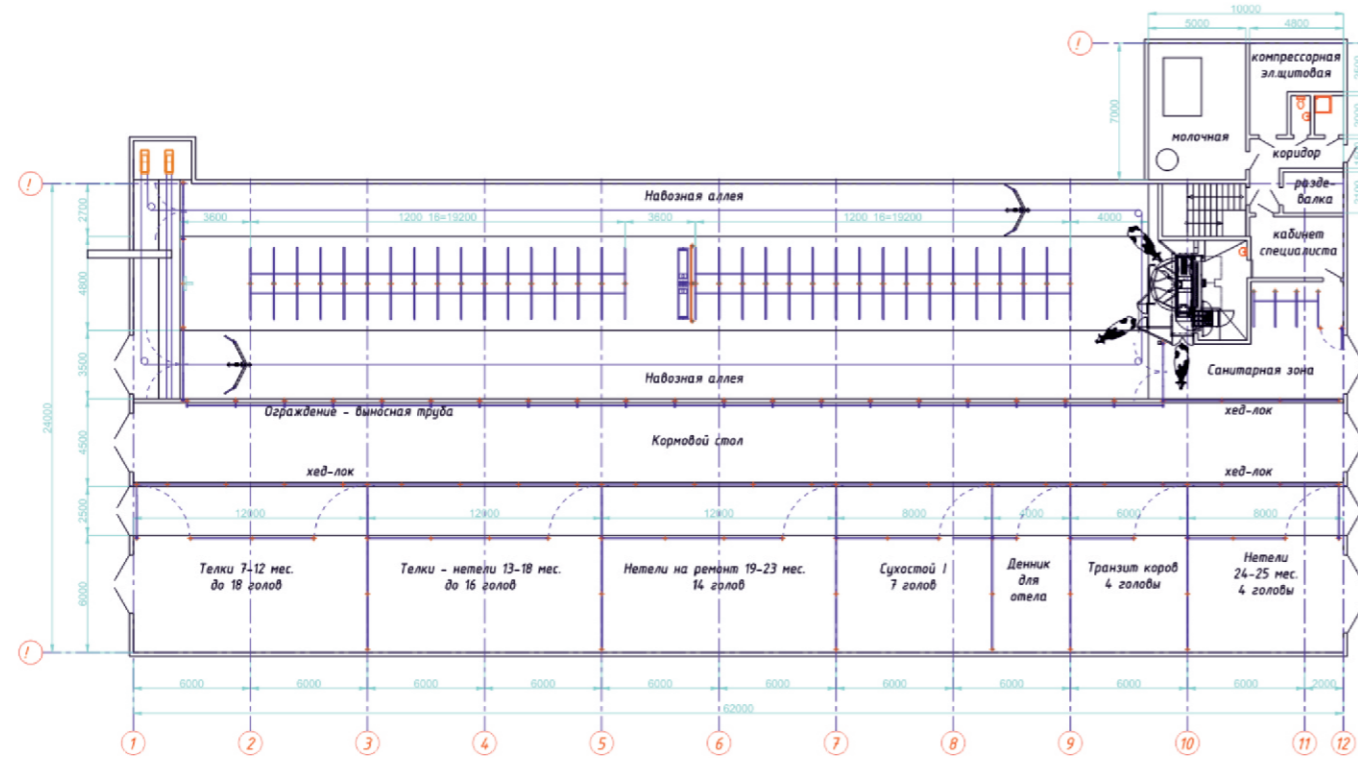 10000
5000
4800
!
компрессорная
эл.щитовая
7000
молочная
коридор
!
Навозная аллея
разде-
валка
2700
3600
1200 16=19200
3600
1200 16=19200
4000
кабинет
специалиста
4800
3500
Навозная аллея
Санитарная зона
Ограждение - выносная труба
хед-лок
24000
4500
Кормовой стол
хед-лок
хед-лок
2500
12000
12000
12000
8000
4000
6000
8000
6000
Телки 7-12 мес.
до 18 голов
Телки - нетели 13-18 мес.
до 16 голов
Нетели на ремонт 19-23 мес.
14 голов
Сухостой I
7 голов
Денник
для
отела
Транзит коров
4 головы
Нетели
24-25 мес.
4 головы
!
6000
6000
6000
6000
6000
6000
6000
6000
6000
2000
62000
1
2
3
4
5
6
7
8
9
10
11
12